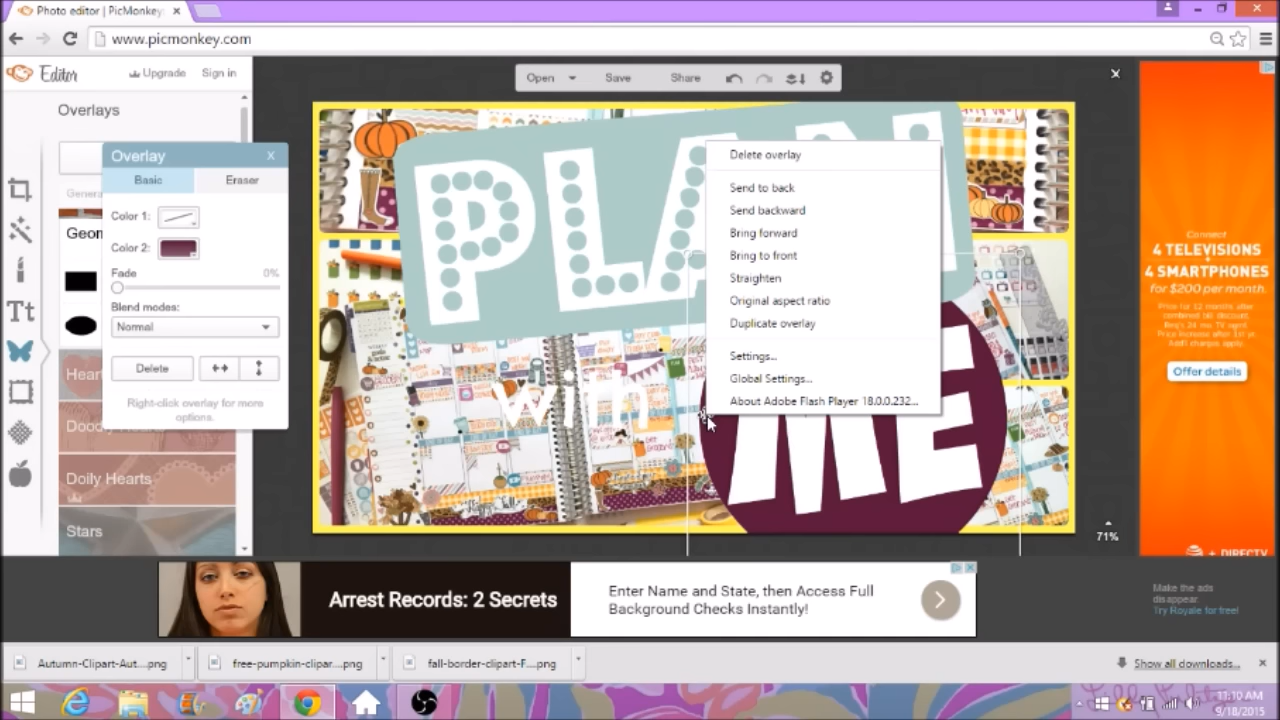 Photo editor | PicMonkey
www.picmonkey.com
Editor
Upgrade
Sign in
Open
Save
Share
Overlays
Overlay
X
Basic
Eraser
Color 1:
Color 2:
Fade
0%
Blend modes:
Normal
Delete
Right-click overlay for more
options.
Doily Hearts
Stars
PLAN
with
ME
Delete overlay
Send to back
Send backward
Bring forward
Bring to front
Straighten
Original aspect ratio
Duplicate overlay
Settings...
Global Settings...
About Adobe Flash Player 18.0.0.232...
71%
Connect
4 TELEVISIONS
+
4 SMARTPHONES
for $200 per month.
Offer details
+ DIRECTV
Arrest Records: 2 Secrets
Enter Name and State, then Access Full
Background Checks Instantly!
Make the ads
disappear.
Try Royale for free!
Autumn-Clipart-Aut....png
free-pumpkin-clipar....png
fall-border-clipart-F....png
Show all downloads...
11:10 AM
9/18/2015